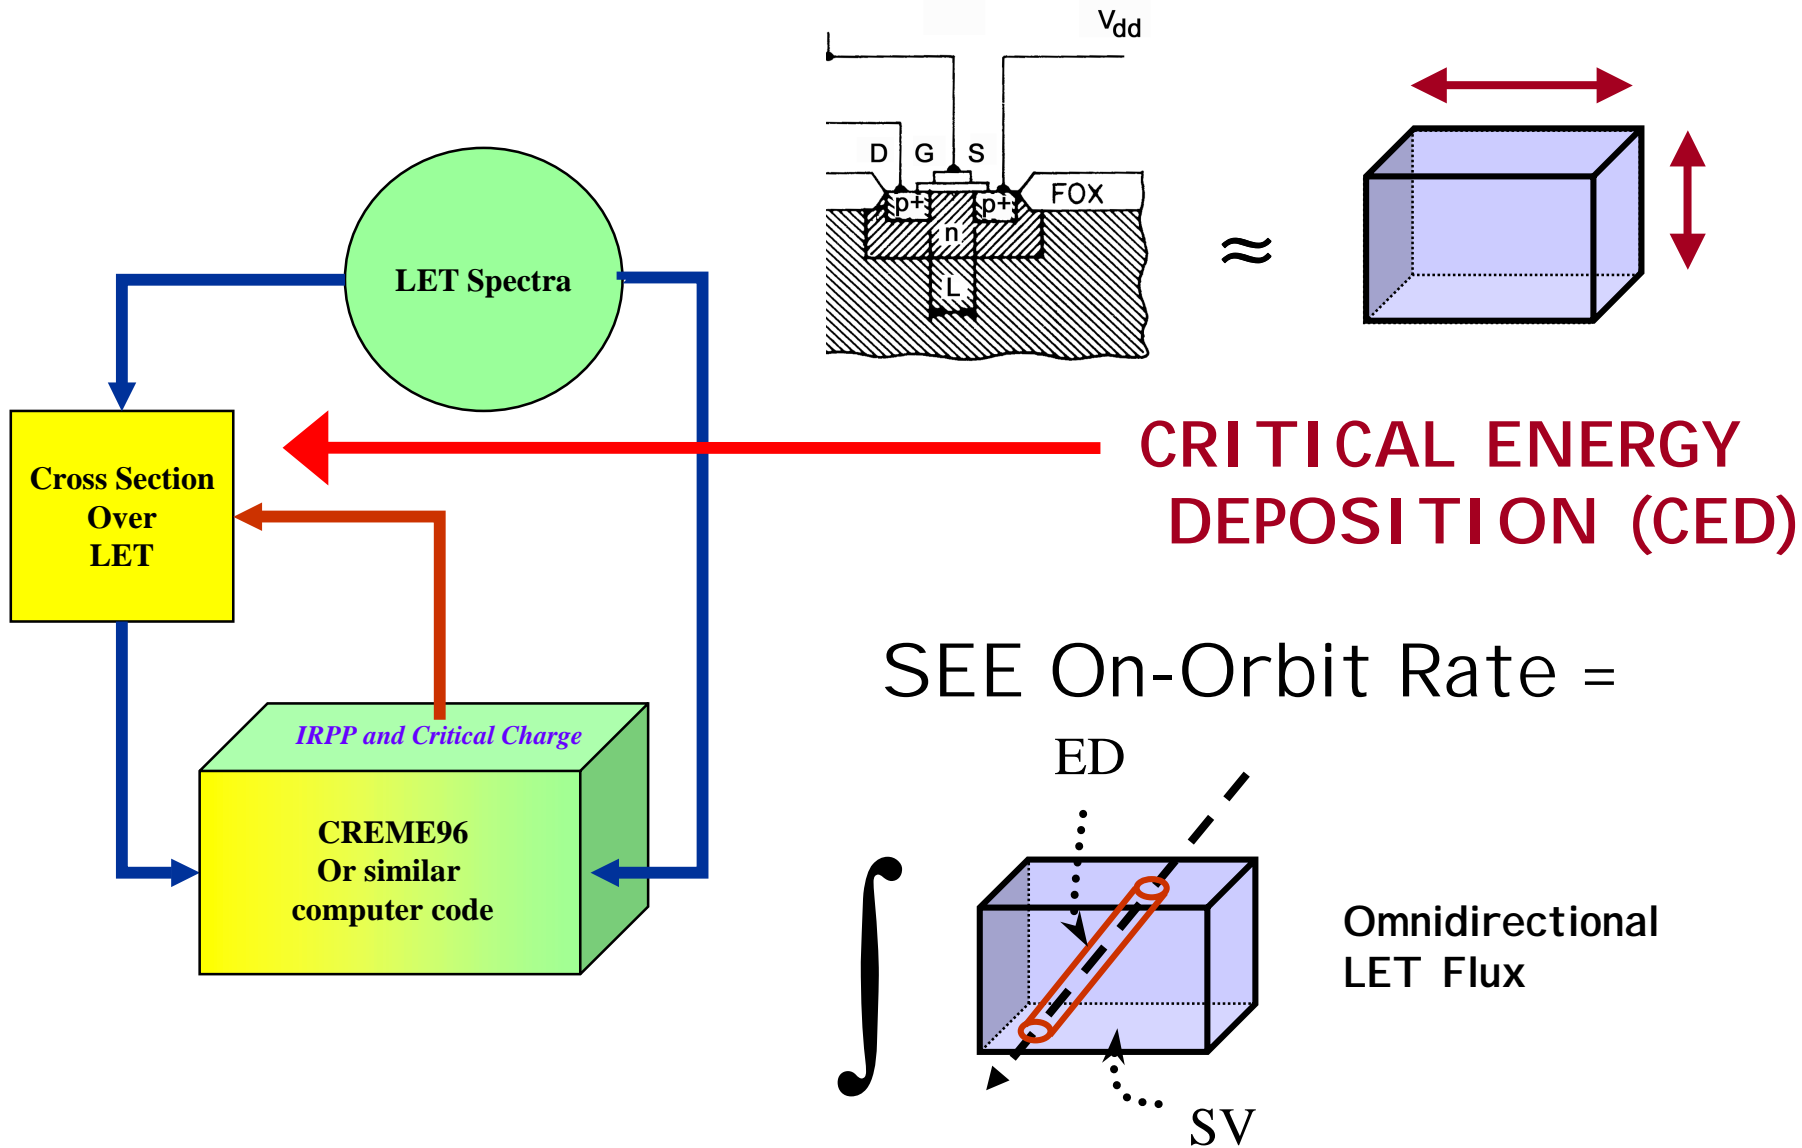 V_dd
D G S
p+ p+
FOX
n
L
≈
LET Spectra
Cross Section
Over
LET
CRITICAL ENERGY
DEPOSITION (CED)
IRPP and Critical Charge
CREME96
Or similar
computer code
SEE On-Orbit Rate =
ED
∫
Omnidirectional
LET Flux
SV